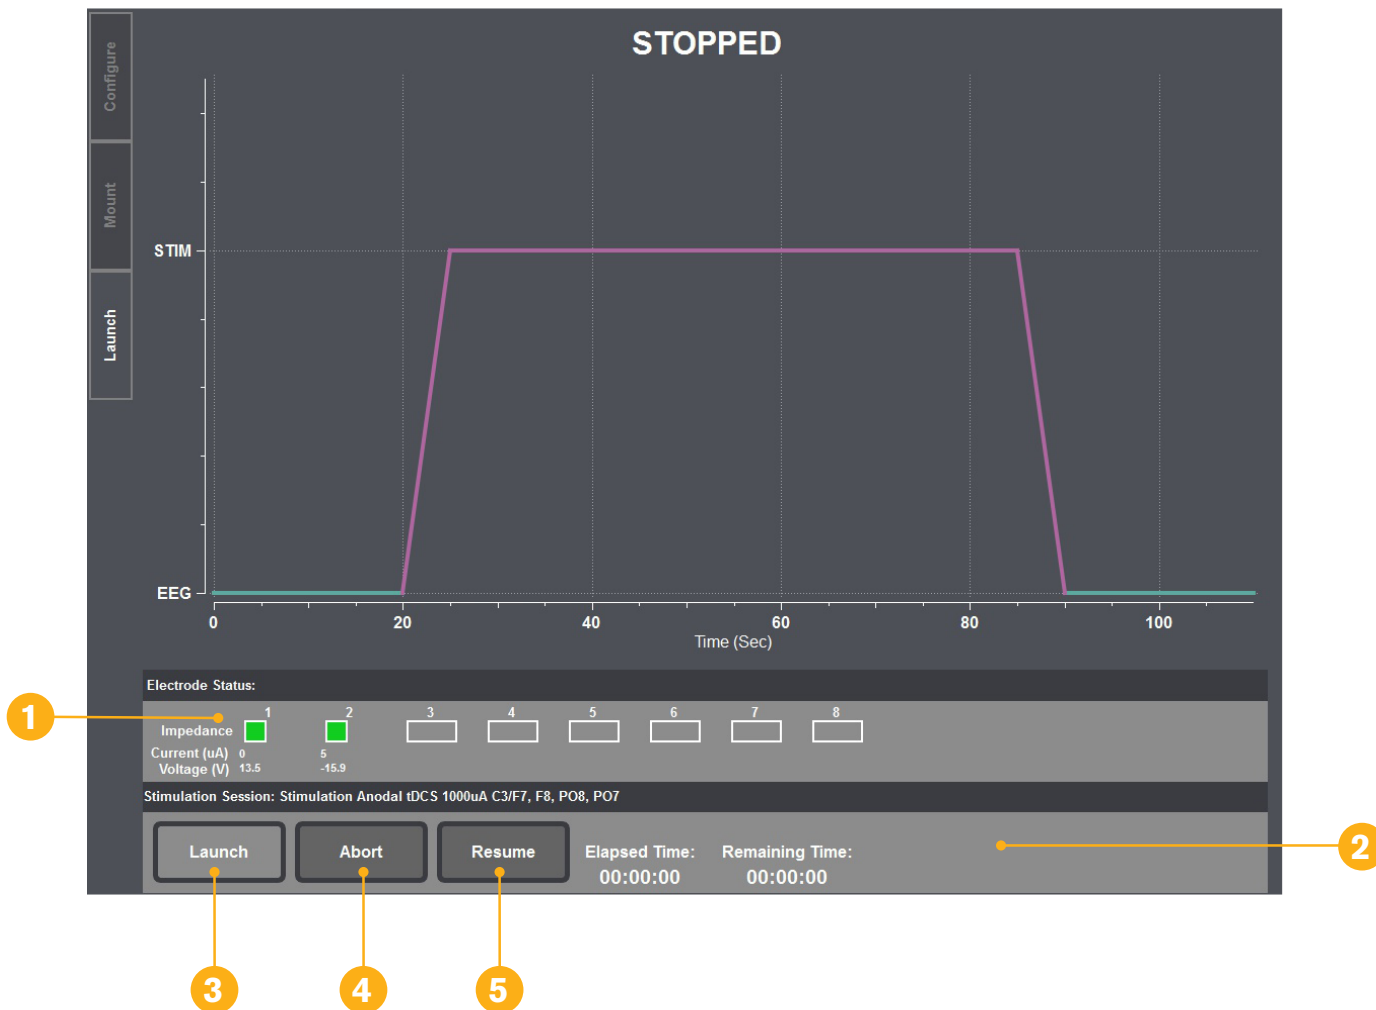 STOPPED
Configure
Mount
Launch
STIM
EEG
0 20 40 60 80 100
Time (Sec)
Electrode Status:
1 2 3 4 5 6 7 8
Impedance
Current (uA) 0 5
Voltage (V) 13.5 -15.9
Stimulation Session: Stimulation Anodal tDCS 1000uA C3/F7, F8, PO8, PO7
Launch Abort Resume Elapsed Time: Remaining Time:
00:00:00 00:00:00
1
2
3 4 5